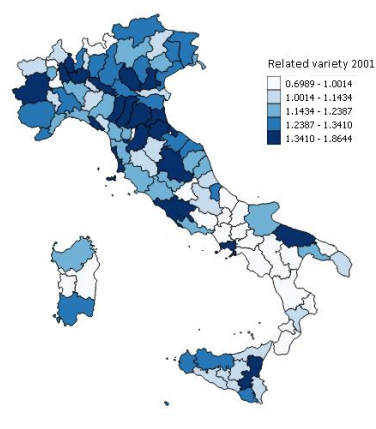 Related variety 2001
0.6989 - 1.0014
1.0014 - 1.1434
1.1434 - 1.2387
1.2387 - 1.3410
1.3410 - 1.8644